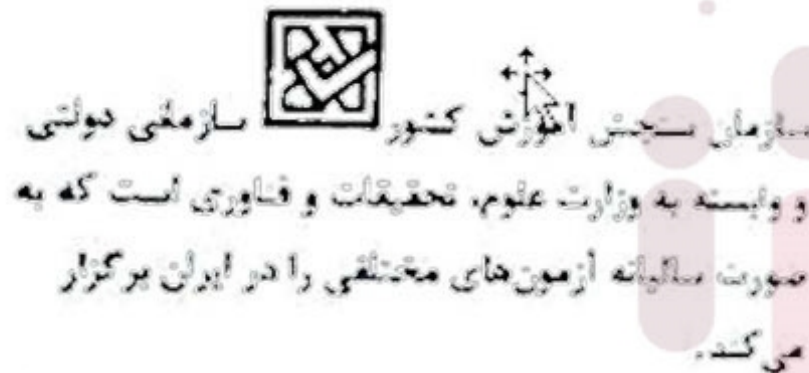 سازمان سنجش آموزش کشور سازمانی دولتی
و وابسته به وزارت علوم، تحقیقات و فناوری است که به
صورت سالیانه آزمون‌های مختلفی را در ایران برگزار
می‌کند.